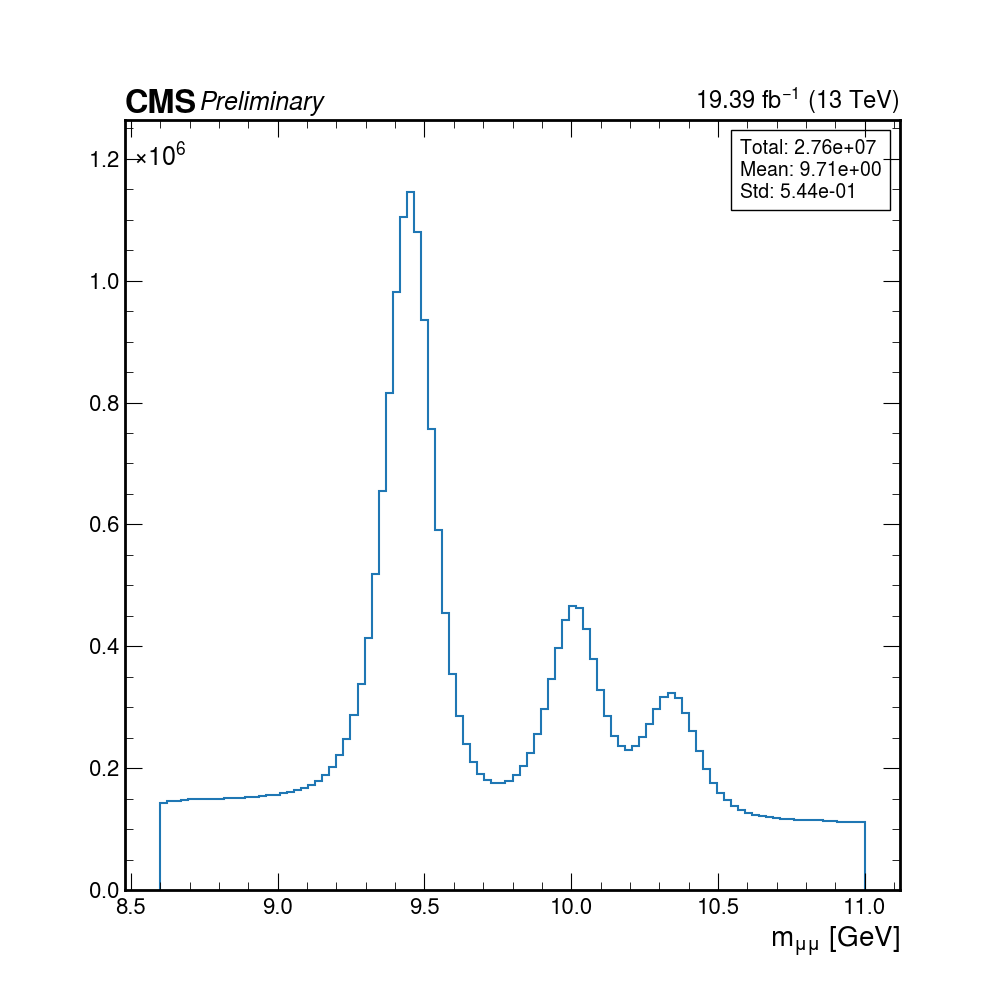 CMS Preliminary 19.39 fb⁻¹ (13 TeV)
×10⁶
Total: 2.76e+07
Mean: 9.71e+00
Std: 5.44e-01
1.2
1.0
0.8
0.6
0.4
0.2
0.0
8.5 9.0 9.5 10.0 10.5 11.0
m_μμ [GeV]